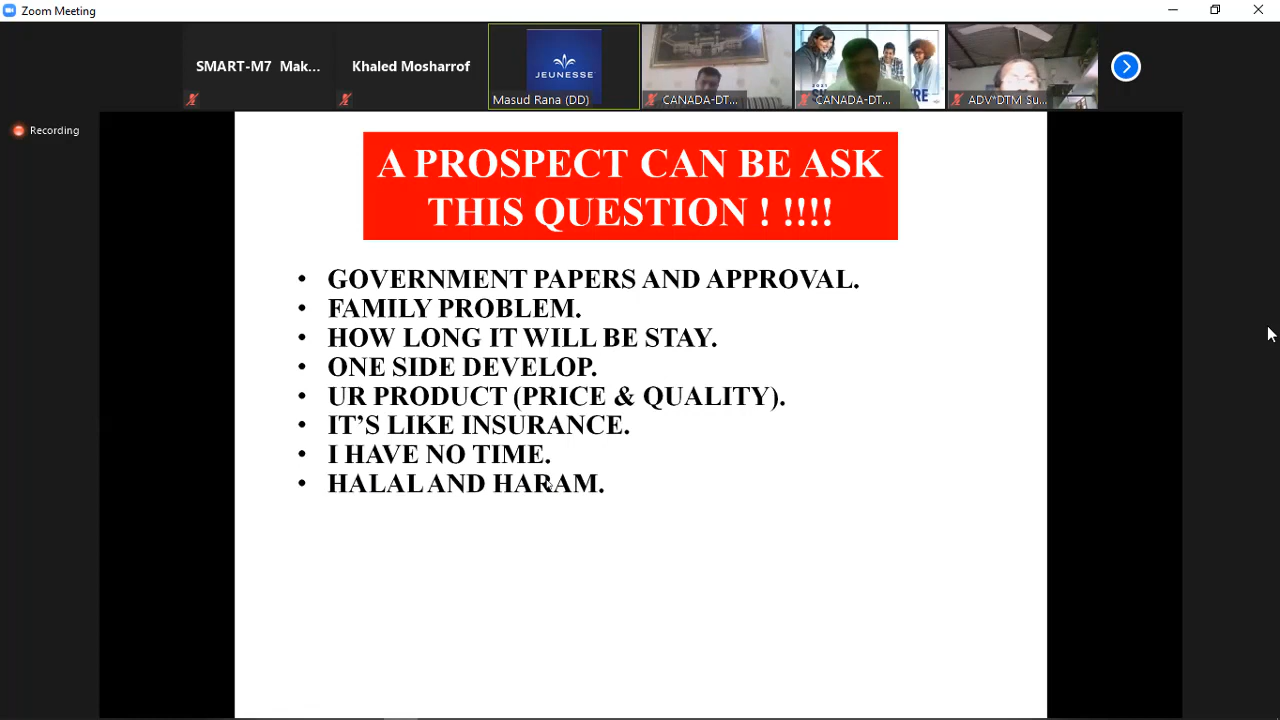 Zoom Meeting
SMART-M7 Mak...
Khaled Mosharrof
JEUNESSE
Masud Rana (DD)
CANADA-DT...
2021
CANADA-DT...
ADV*DTM Su...
Recording
A PROSPECT CAN BE ASK
THIS QUESTION ! !!!!
• GOVERNMENT PAPERS AND APPROVAL.
• FAMILY PROBLEM.
• HOW LONG IT WILL BE STAY.
• ONE SIDE DEVELOP.
• UR PRODUCT (PRICE & QUALITY).
• IT’S LIKE INSURANCE.
• I HAVE NO TIME.
• HALAL AND HARAM.